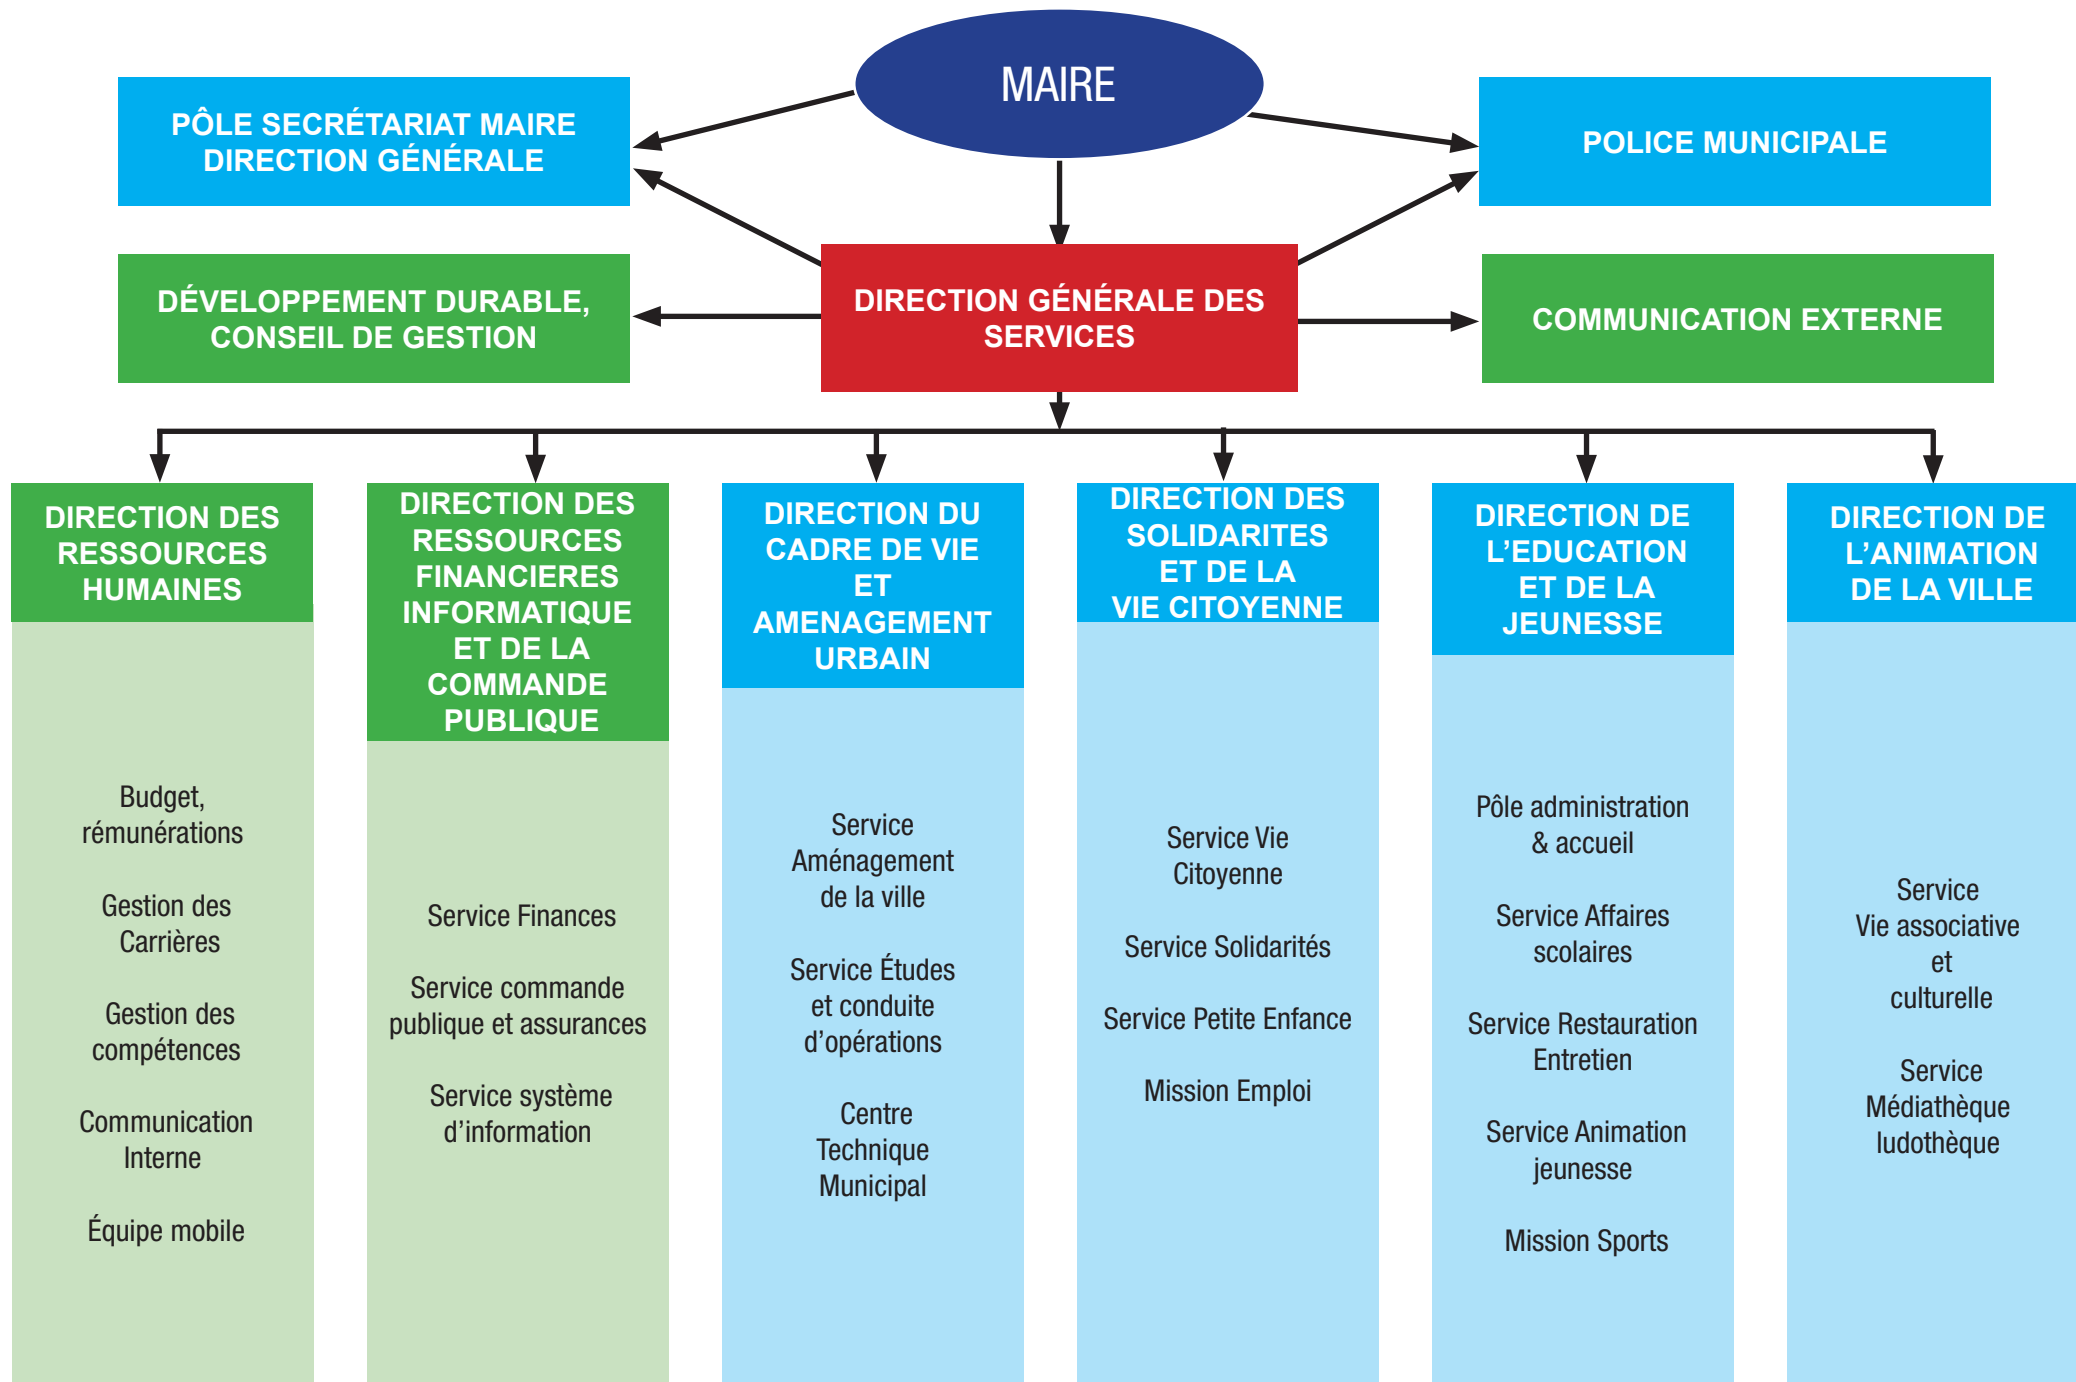 MAIRE
PÔLE SECRÉTARIAT MAIRE
DIRECTION GÉNÉRALE
POLICE MUNICIPALE
DÉVELOPPEMENT DURABLE,
CONSEIL DE GESTION
DIRECTION GÉNÉRALE DES
SERVICES
COMMUNICATION EXTERNE
DIRECTION DES
RESSOURCES
HUMAINES
Budget,
rémunérations
Gestion des
Carrières
Gestion des
compétences
Communication
Interne
Équipe mobile
DIRECTION DES
RESSOURCES
FINANCIERES
INFORMATIQUE
ET DE LA
COMMANDE
PUBLIQUE
Service Finances
Service commande
publique et assurances
Service système
d’information
DIRECTION DU
CADRE DE VIE
ET
AMENAGEMENT
URBAIN
Service
Aménagement
de la ville
Service Études
et conduite
d’opérations
Centre
Technique
Municipal
DIRECTION DES
SOLIDARITES
ET DE LA
VIE CITOYENNE
Service Vie
Citoyenne
Service Solidarités
Service Petite Enfance
Mission Emploi
DIRECTION DE
L’EDUCATION
ET DE LA
JEUNESSE
Pôle administration
& accueil
Service Affaires
scolaires
Service Restauration
Entretien
Service Animation
jeunesse
Mission Sports
DIRECTION DE
L’ANIMATION
DE LA VILLE
Service
Vie associative
et
culturelle
Service
Médiathèque
ludothèque